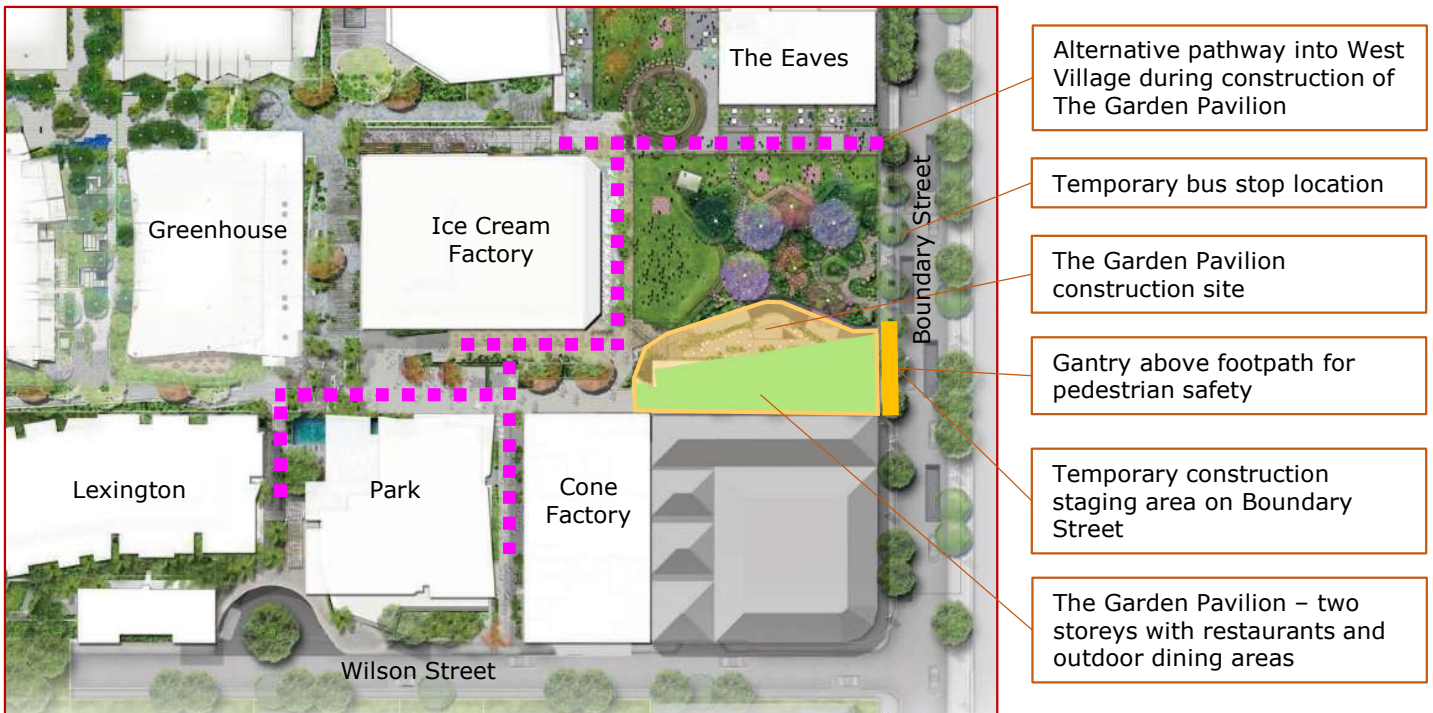 The Eaves
Greenhouse
Ice Cream
Factory
Boundary Street
Lexington
Park
Cone
Factory
Wilson Street
Alternative pathway into West
Village during construction of
The Garden Pavilion
Temporary bus stop location
The Garden Pavilion
construction site
Gantry above footpath for
pedestrian safety
Temporary construction
staging area on Boundary
Street
The Garden Pavilion – two
storeys with restaurants and
outdoor dining areas